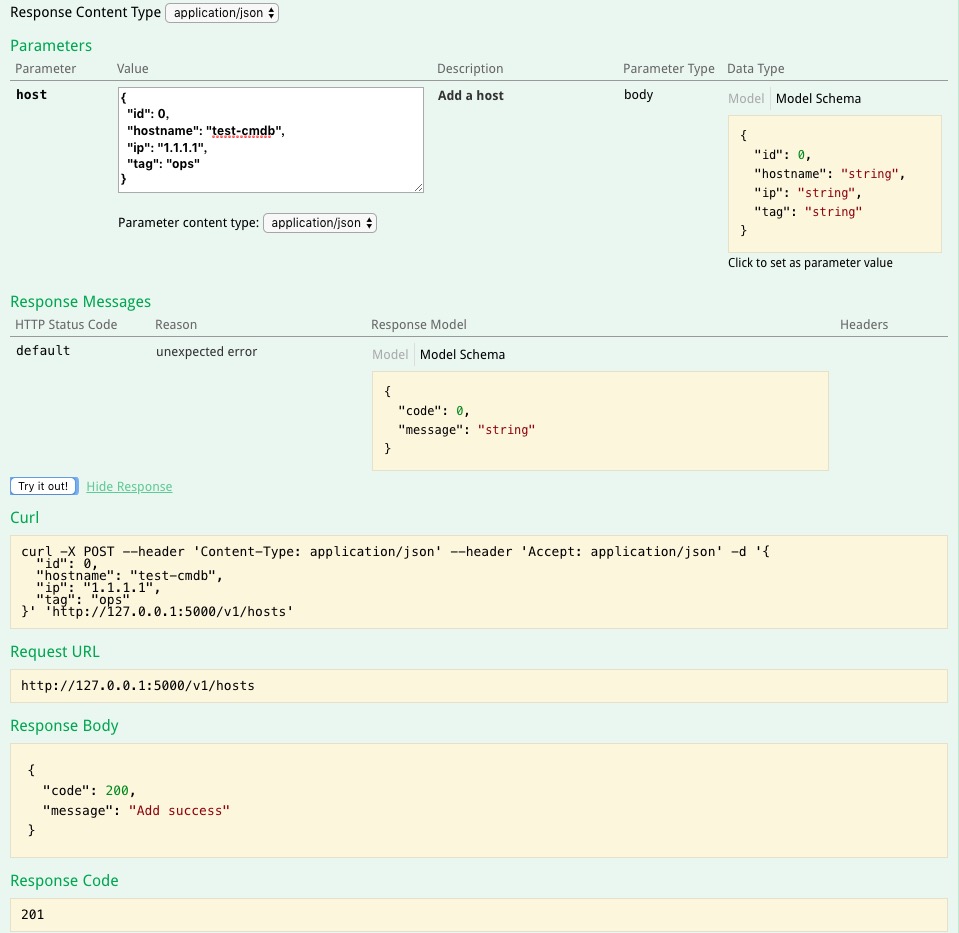 Response Content Type application/json
Parameters
Parameter Value Description Parameter Type Data Type
host
{
"id": 0,
"hostname": "test-cmdb",
"ip": "1.1.1.1",
"tag": "ops"
}
Parameter content type: application/json
Add a host
body
Model Model Schema
{
"id": 0,
"hostname": "string",
"ip": "string",
"tag": "string"
}
Click to set as parameter value
Response Messages
HTTP Status Code Reason Response Model Headers
default unexpected error
Model Model Schema
{
"code": 0,
"message": "string"
}
Try it out! Hide Response
Curl
curl -X POST --header 'Content-Type: application/json' --header 'Accept: application/json' -d '{
"id": 0,
"hostname": "test-cmdb",
"ip": "1.1.1.1",
"tag": "ops"
}' 'http://127.0.0.1:5000/v1/hosts'
Request URL
http://127.0.0.1:5000/v1/hosts
Response Body
{
"code": 200,
"message": "Add success"
}
Response Code
201